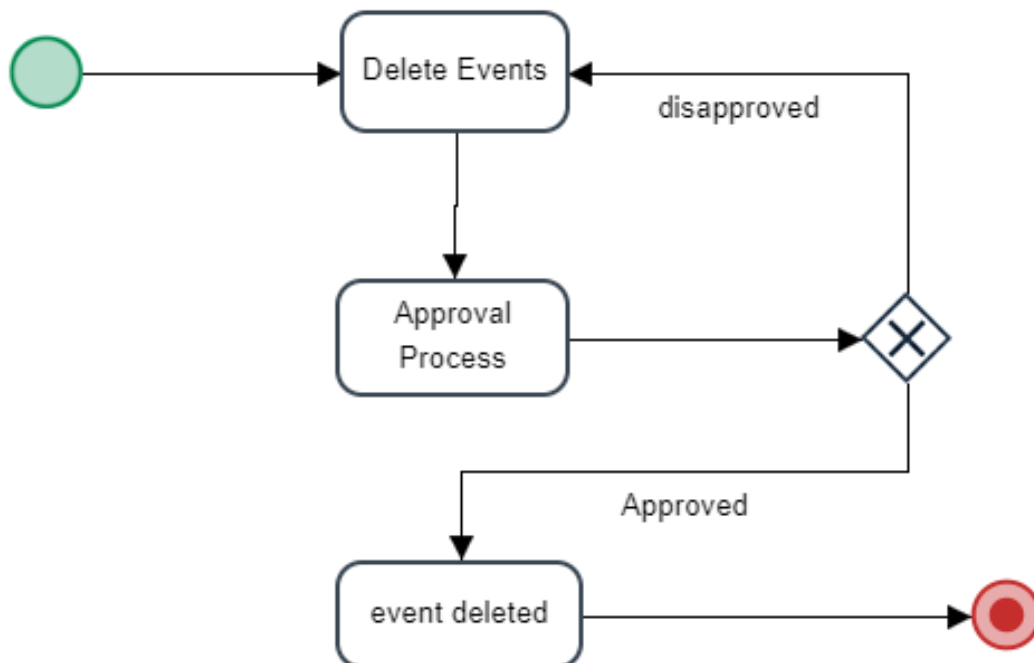 Delete Events
disapproved
Approval
Process
Approved
event deleted